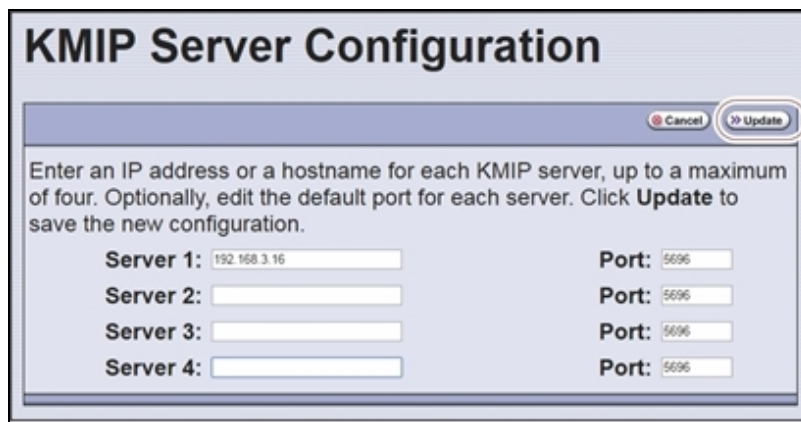 KMIP Server Configuration
Cancel Update
Enter an IP address or a hostname for each KMIP server, up to a maximum
of four. Optionally, edit the default port for each server. Click Update to
save the new configuration.
Server 1: 192.168.3.16 Port: 5696
Server 2: Port: 5696
Server 3: Port: 5696
Server 4: Port: 5696